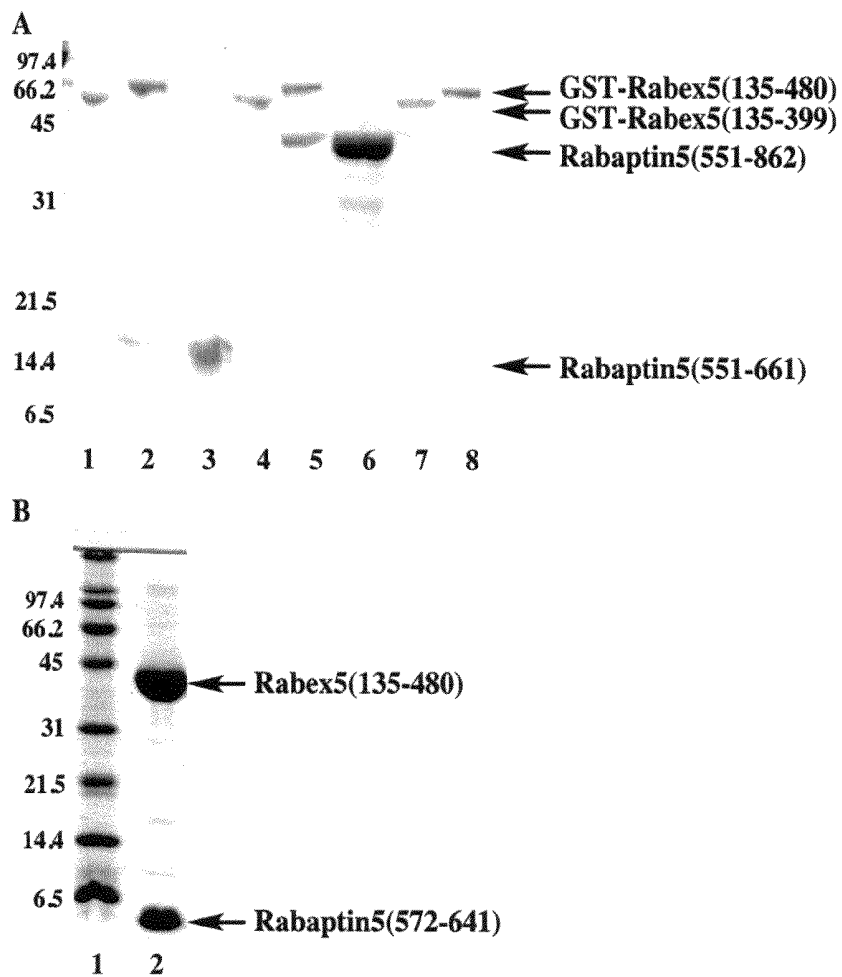 A
97.4
66.2
45
31
21.5
14.4
6.5
GST-Rabex5(135-480)
GST-Rabex5(135-399)
Rabaptin5(551-862)
Rabaptin5(551-661)
1 2 3 4 5 6 7 8
B
97.4
66.2
45
31
21.5
14.4
6.5
Rabex5(135-480)
Rabaptin5(572-641)
1 2